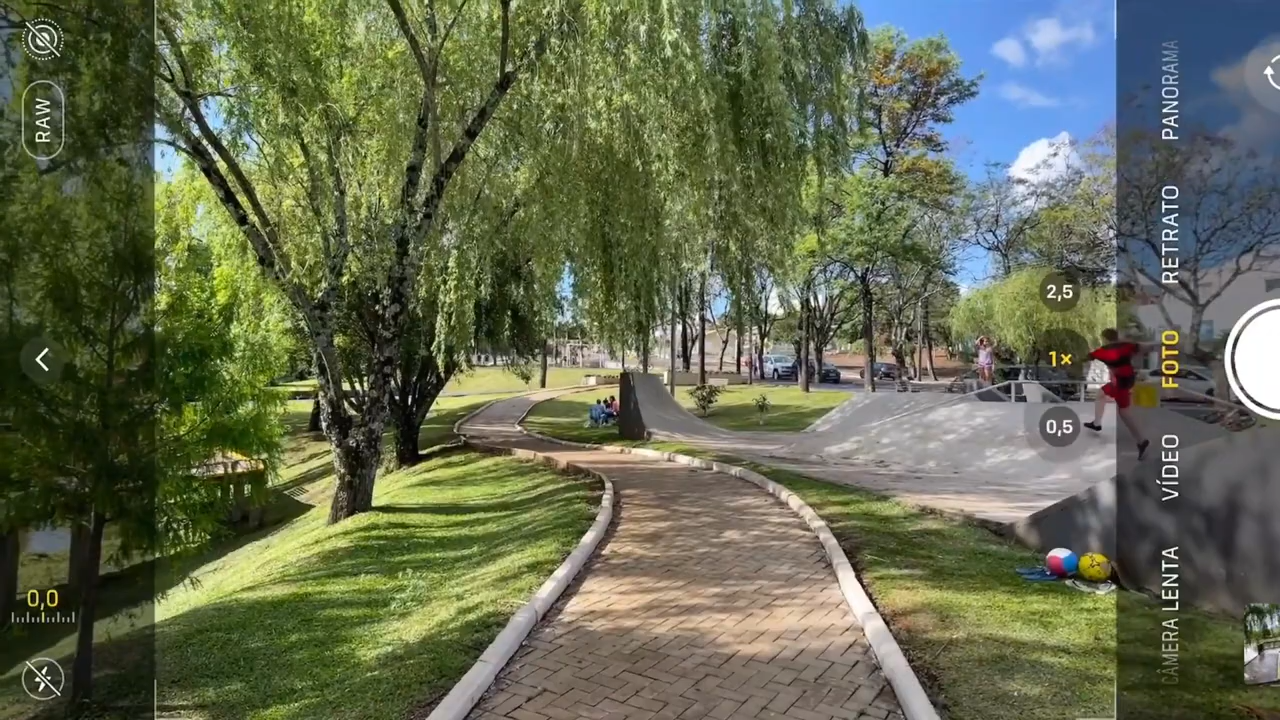 RAW
0,0
2,5
1×
0,5
PANORAMA
RETRATO
FOTO
VÍDEO
CÂMERA LENTA